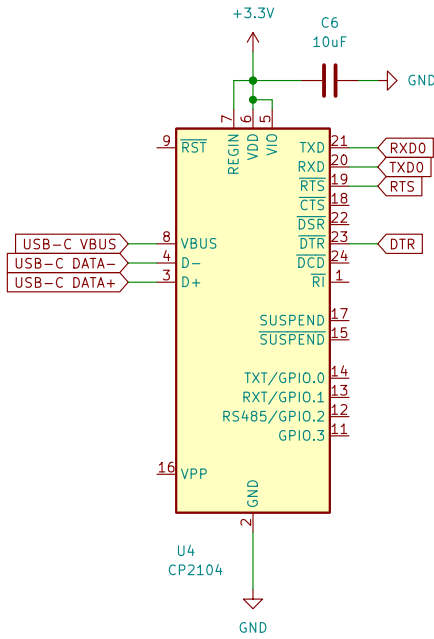 +3.3V
C6
10uF
GND
7
6
5
REGIN
VDD
VIO
9
RST
TXD
21
RXD0
RXD
20
TXD0
RTS
19
RTS
CTS
18
DSR
22
USB-C VBUS
8
VBUS
DTR
23
DTR
USB-C DATA-
4
D-
DCD
24
USB-C DATA+
3
D+
RI
1
SUSPEND
17
SUSPEND
15
TXT/GPIO.0
14
RXT/GPIO.1
13
RS485/GPIO.2
12
GPIO.3
11
16
VPP
GND
2
U4
CP2104
GND